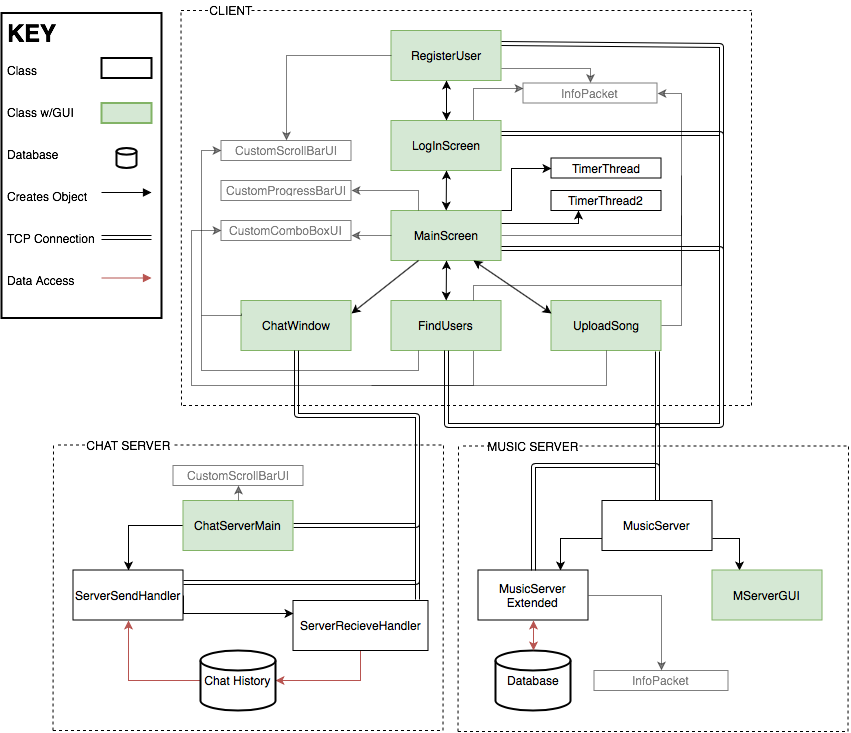 KEY
Class
Class w/GUI
Database
Creates Object
TCP Connection
Data Access
CLIENT
RegisterUser
InfoPacket
LogInScreen
CustomScrollBarUI
TimerThread
CustomProgressBarUI
TimerThread2
CustomComboBoxUI
MainScreen
ChatWindow
FindUsers
UploadSong
CHAT SERVER
CustomScrollBarUI
ChatServerMain
ServerSendHandler
ServerRecieveHandler
Chat History
MUSIC SERVER
MusicServer
MusicServer
Extended
MServerGUI
Database
InfoPacket